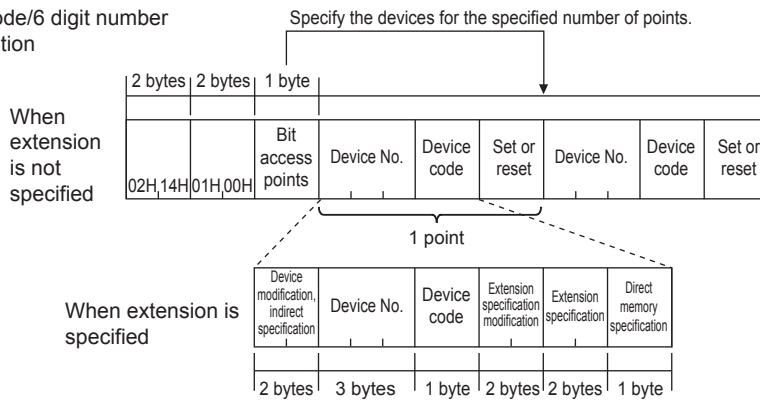 ode/6 digit number
tion
Specify the devices for the specified number of points.
2 bytes 2 bytes 1 byte
When
extension
is not
specified
02H 14H 01H 00H
Bit
access
points
Device No.
Device
code
Set or
reset
Device No.
Device
code
Set or
reset
1 point
When extension is
specified
Device
modification,
indirect
specification
Device No.
Device
code
Extension
specification
modification
Extension
specification
Direct
memory
specification
2 bytes 3 bytes 1 byte 2 bytes 2 bytes 1 byte